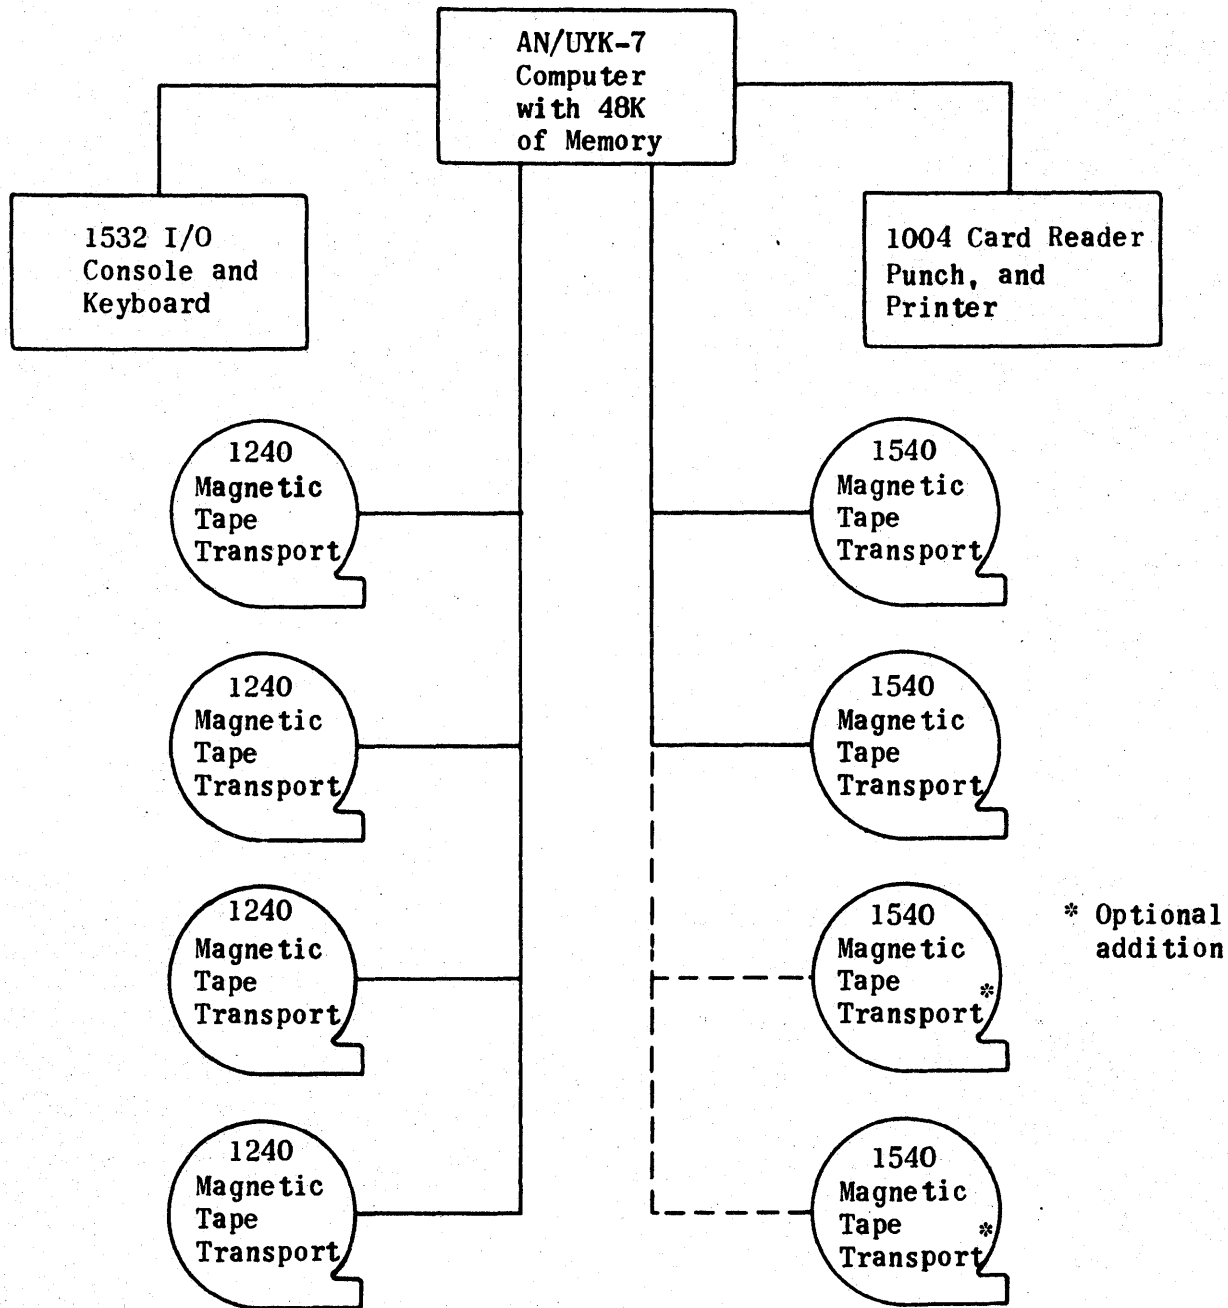 AN/UYK-7
Computer
with 48K
of Memory
1532 I/O
Console and
Keyboard
1004 Card Reader
Punch, and
Printer
1240
Magnetic
Tape
Transport
1540
Magnetic
Tape
Transport
1240
Magnetic
Tape
Transport
1540
Magnetic
Tape
Transport
1240
Magnetic
Tape
Transport
1540
Magnetic
Tape
Transport*
* Optional
addition
1240
Magnetic
Tape
Transport
1540
Magnetic
Tape
Transport*